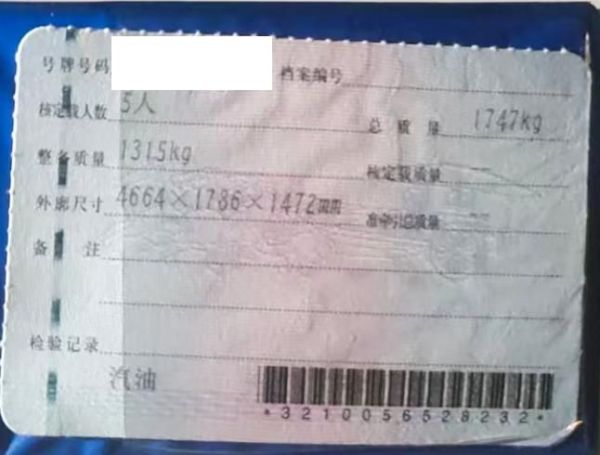 号牌号码 档案编号
核定载人数 5人 总质量 1747kg
整备质量 1315kg 核定载质量 --
外廓尺寸 4664×1786×1472mm 准牵引总质量 --
备注
检验记录
汽油
*3210056528232*